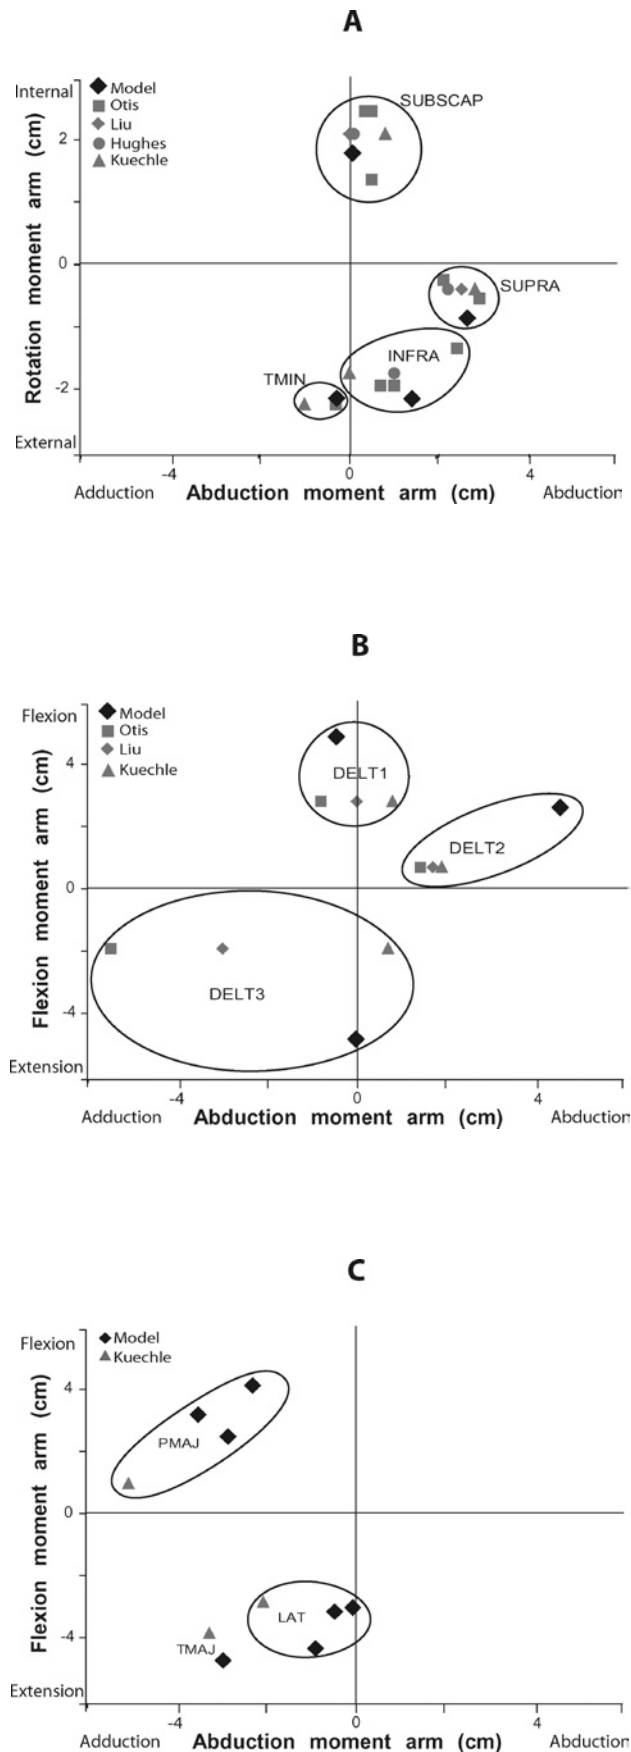 A
Internal
Model
Otis
Liu
Hughes
Kuechle
SUBSCAP
2
0
SUPRA
INFRA
TMIN
-2
External
Rotation moment arm (cm)
-4
0
2
4
Adduction
Abduction moment arm (cm)
Abduction
B
Flexion
Model
Otis
Liu
Kuechle
4
DELT1
DELT2
0
DELT3
-4
Extension
Flexion moment arm (cm)
-4
0
4
Adduction
Abduction moment arm (cm)
Abduction
C
Flexion
Model
Kuechle
4
PMAJ
0
LAT
-4
TMAJ
Extension
Flexion moment arm (cm)
-4
-2
0
4
Adduction
Abduction moment arm (cm)
Abduction